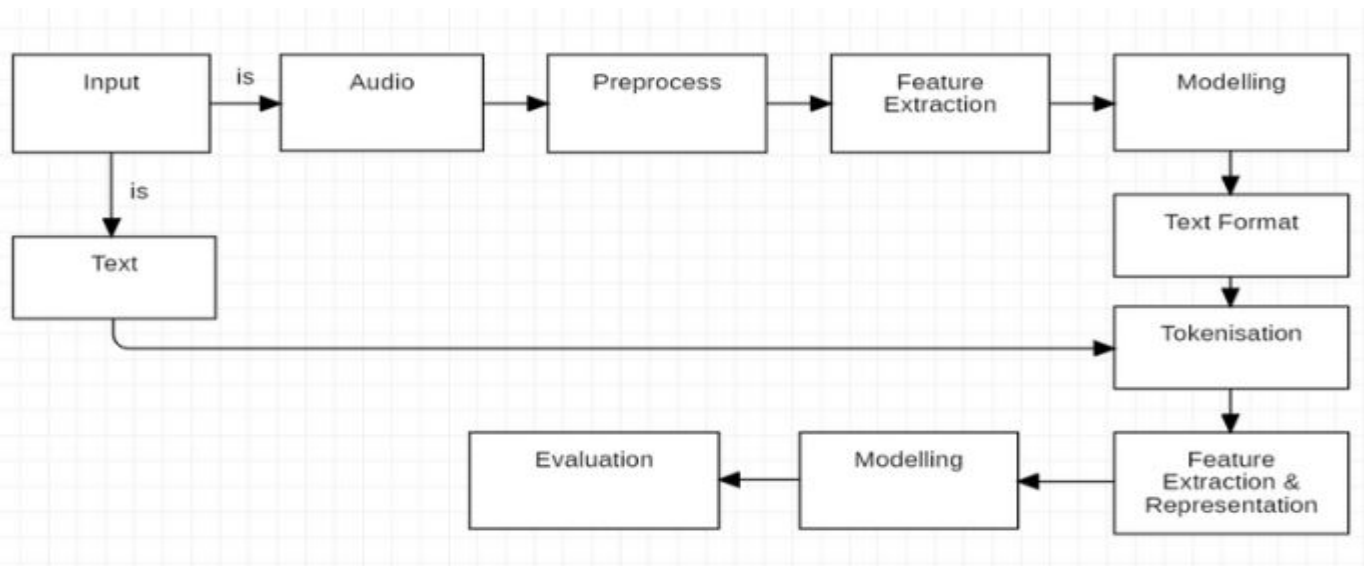 Input
is
Audio
Preprocess
Feature
Extraction
Modelling
is
Text Format
Text
Tokenisation
Evaluation
Modelling
Feature
Extraction &
Representation